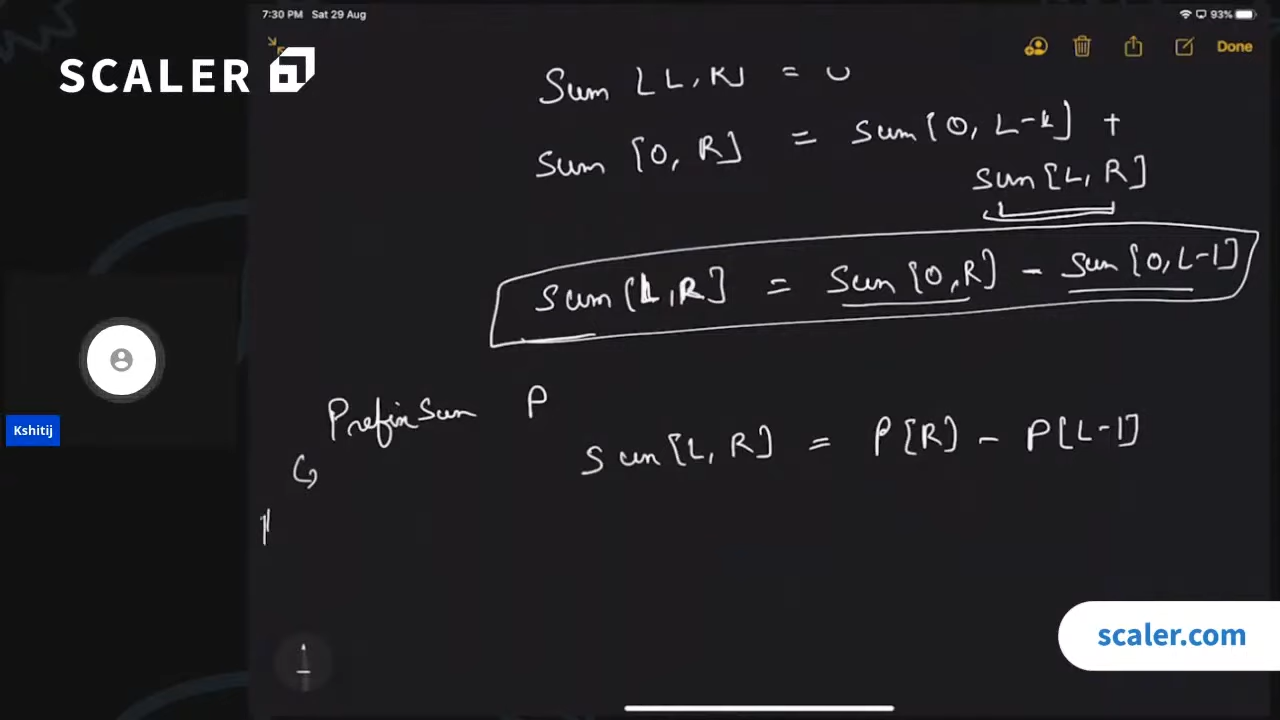 7:30 PM Sat 29 Aug
93%
SCALER
Done
Sum [L, R] = 0
Sum [0, R] = Sum [0, L-1] +
Sum [L, R]
Sum [L, R] = Sum [0, R] - Sum [0, L-1]
Prefix Sum P
Kshitij
Sum [L, R] = P[R] - P[L-1]
scaler.com